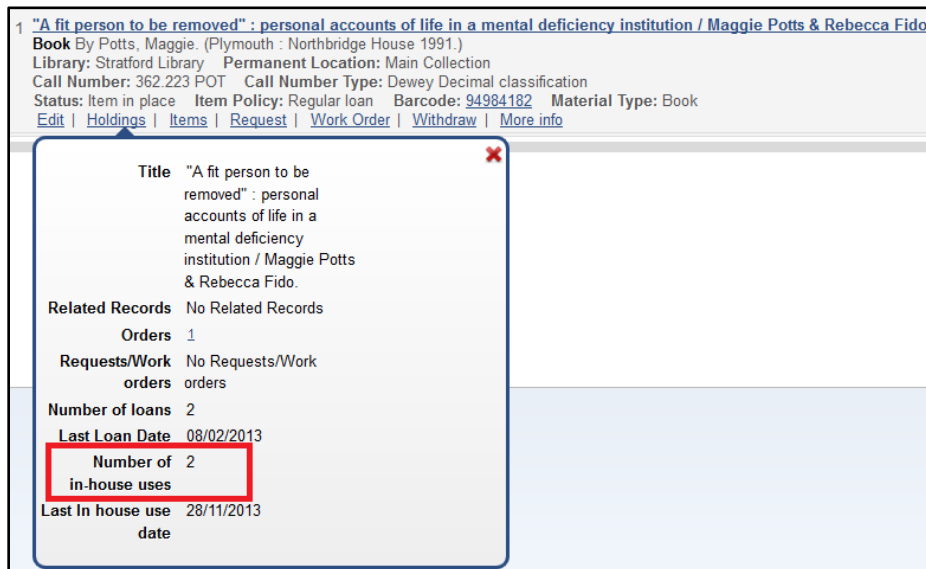 1 "A fit person to be removed" : personal accounts of life in a mental deficiency institution / Maggie Potts & Rebecca Fido
Book By Potts, Maggie. (Plymouth : Northbridge House 1991.)
Library: Stratford Library Permanent Location: Main Collection
Call Number: 362.223 POT Call Number Type: Dewey Decimal classification
Status: Item in place Item Policy: Regular loan Barcode: 94984182 Material Type: Book
Edit | Holdings | Items | Request | Work Order | Withdraw | More info
Title "A fit person to be
removed" : personal
accounts of life in a
mental deficiency
institution / Maggie Potts
& Rebecca Fido.
Related Records No Related Records
Orders 1
Requests/Work No Requests/Work
orders orders
Number of loans 2
Last Loan Date 08/02/2013
Number of 2
in-house uses
Last In house use 28/11/2013
date